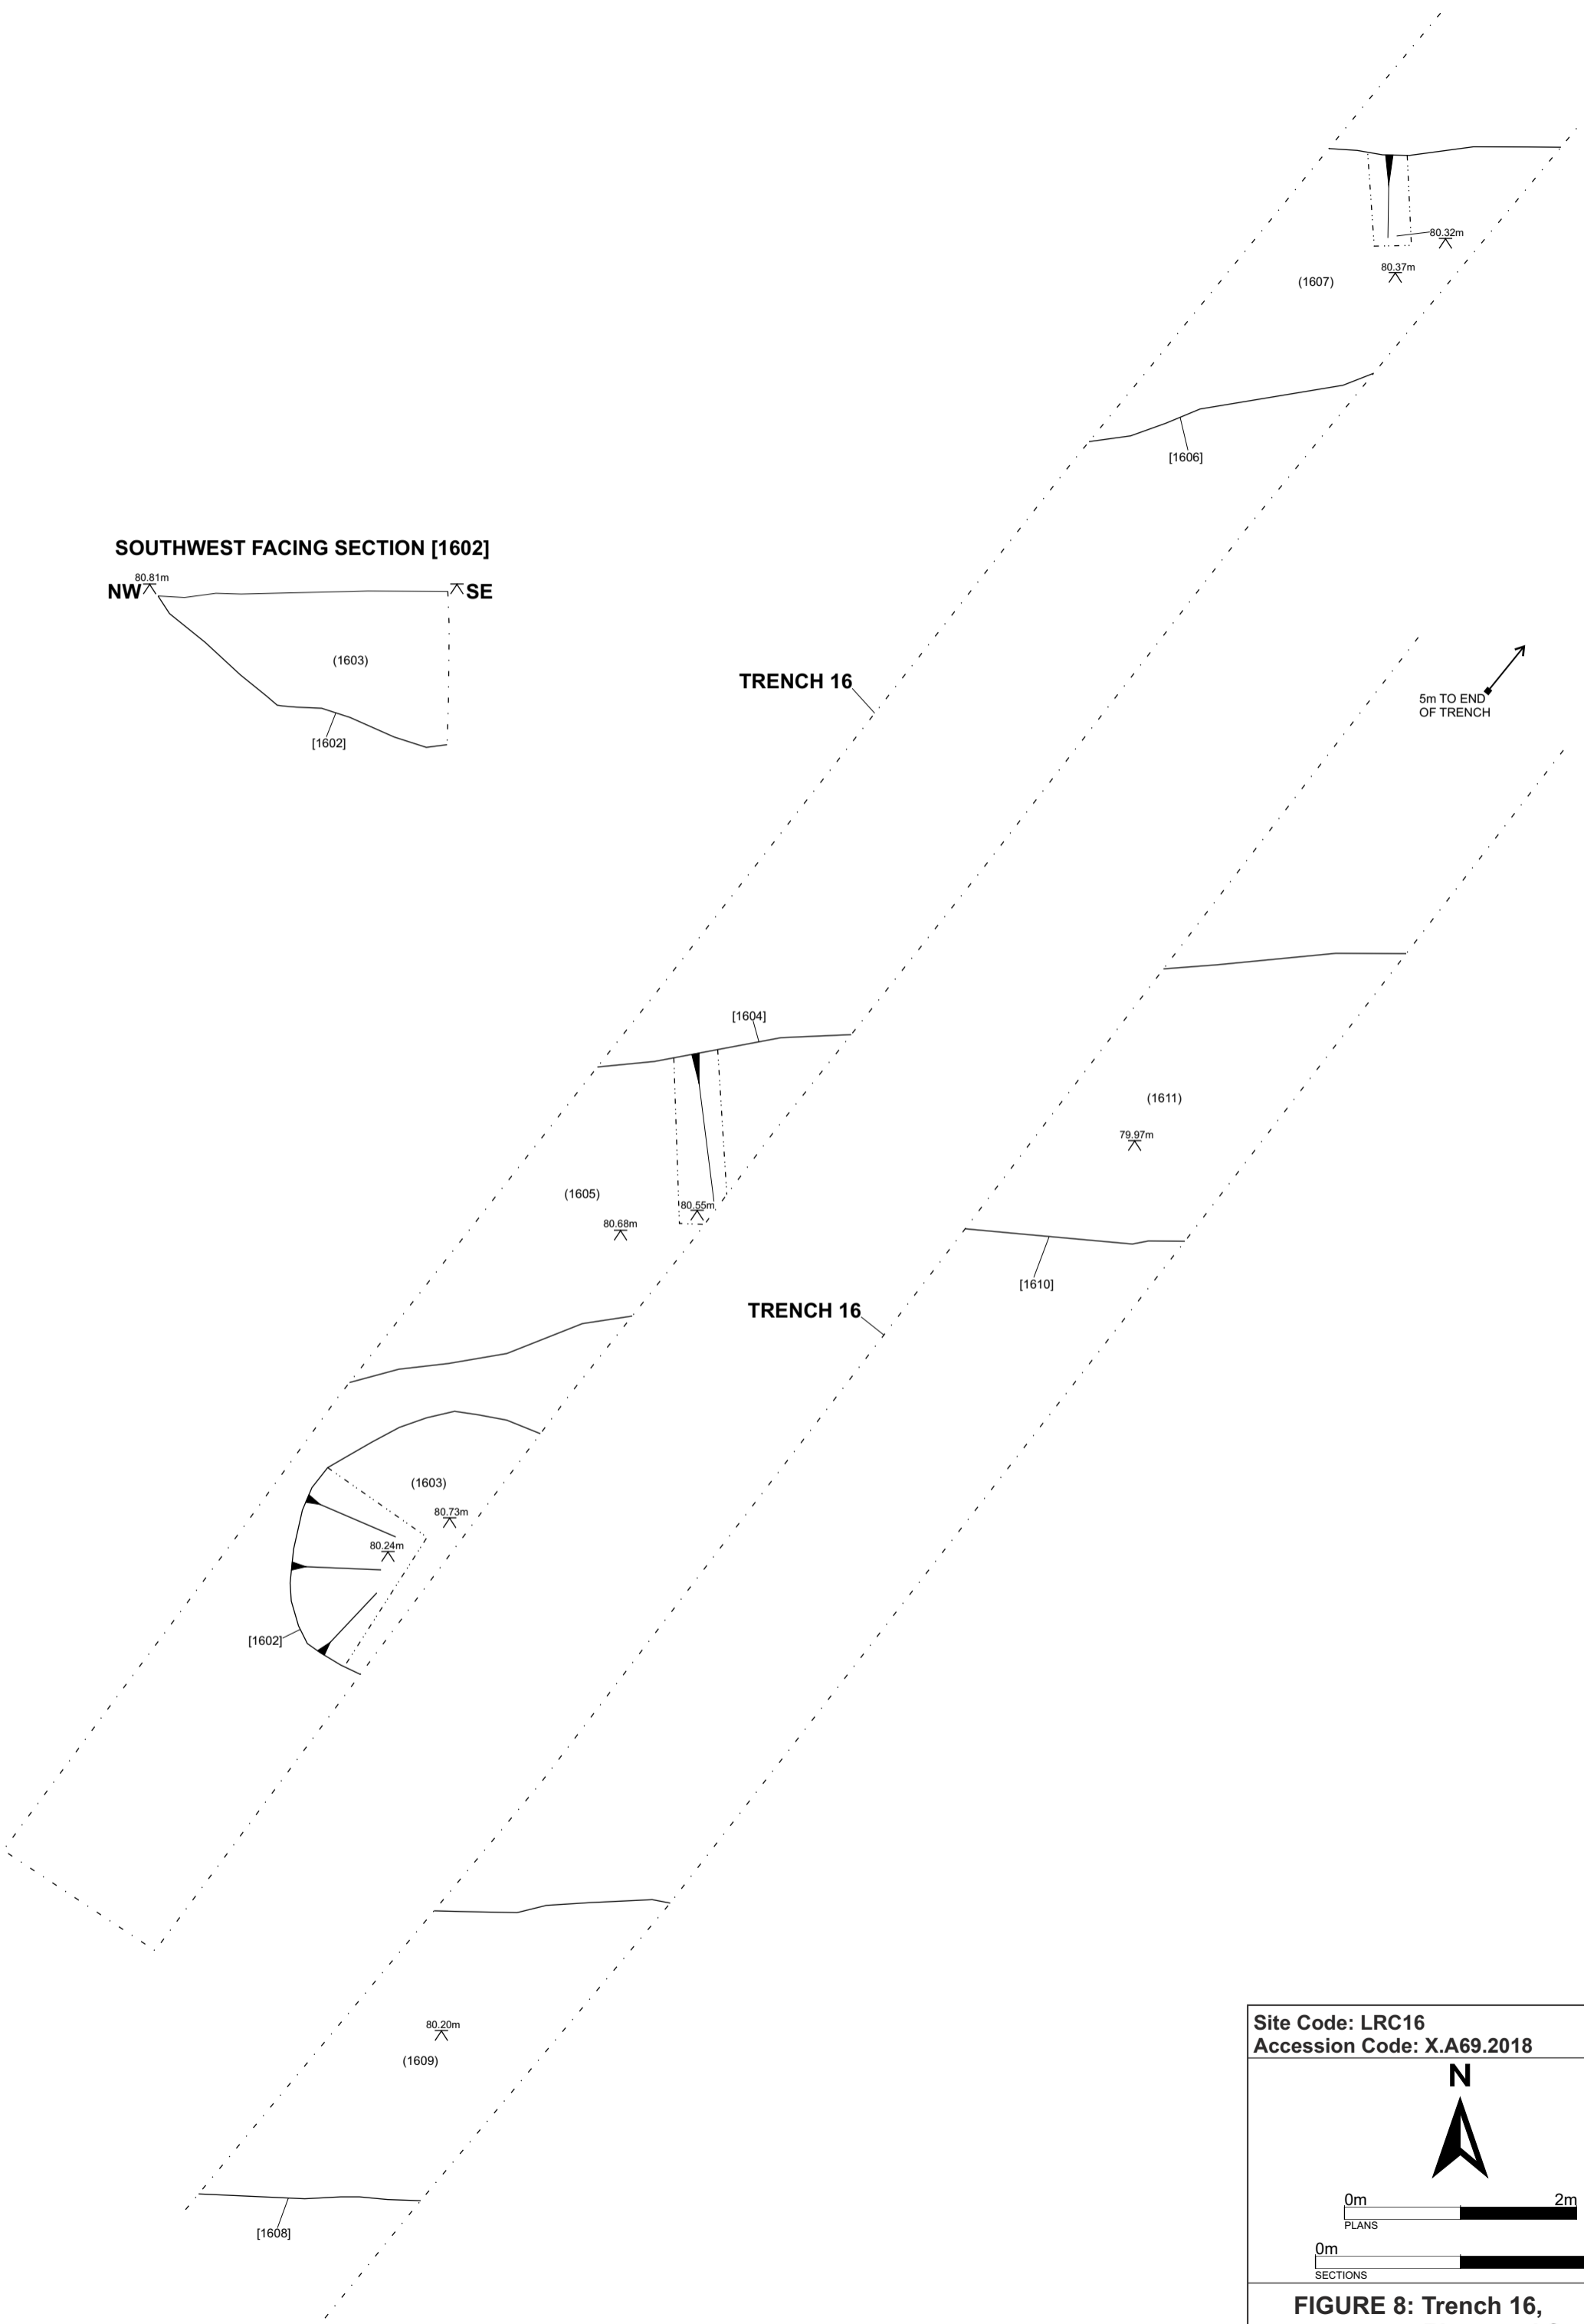 80.32m
80.37m
(1607)
[1606]
SOUTHWEST FACING SECTION [1602]
80.81m
NW
SE
(1603)
[1602]
TRENCH 16
5m TO END
OF TRENCH
[1604]
(1605)
80.55m
80.68m
(1611)
79.97m
[1610]
TRENCH 16
(1603)
80.73m
80.24m
[1602]
80.20m
(1609)
[1608]
Site Code: LRC16
Accession Code: X.A69.2018
N
0m 2m
PLANS
0m
SECTIONS
FIGURE 8: Trench 16,